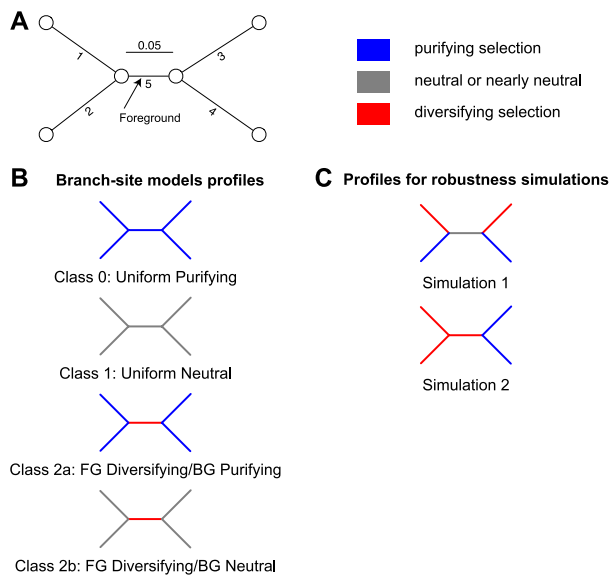 A
0.05
1
3
5
2
4
Foreground
purifying selection
neutral or nearly neutral
diversifying selection
B Branch-site models profiles
Class 0: Uniform Purifying
Class 1: Uniform Neutral
Class 2a: FG Diversifying/BG Purifying
Class 2b: FG Diversifying/BG Neutral
C Profiles for robustness simulations
Simulation 1
Simulation 2